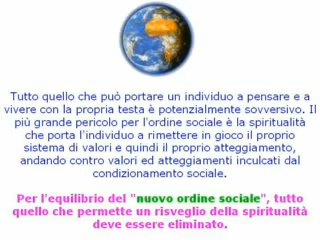 Tutto quello che può portare un individuo a pensare e a
vivere con la propria testa è potenzialmente sovversivo. Il
più grande pericolo per l'ordine sociale è la spiritualità
che porta l'individuo a rimettere in gioco il proprio
sistema di valori e quindi il proprio atteggiamento,
andando contro valori ed atteggiamenti inculcati dal
condizionamento sociale.
Per l'equilibrio del "nuovo ordine sociale", tutto
quello che permette un risveglio della spiritualità
deve essere eliminato.